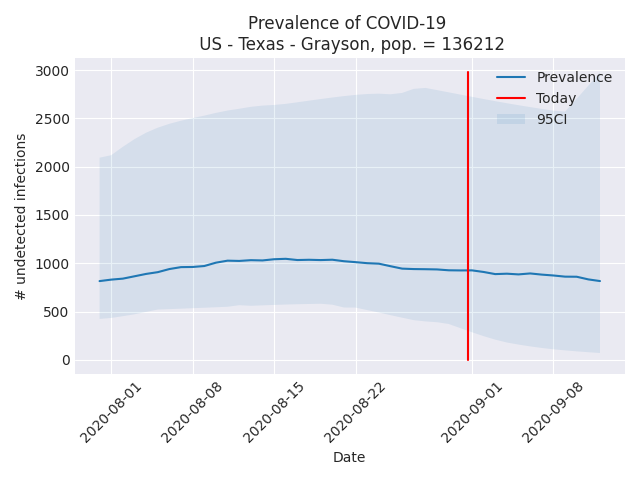 Prevalence of COVID-19
US - Texas - Grayson, pop. = 136212
# undetected infections
3000
2500
2000
1500
1000
500
0
Prevalence
Today
95CI
2020-08-01
2020-08-08
2020-08-15
2020-08-22
2020-09-01
2020-09-08
Date